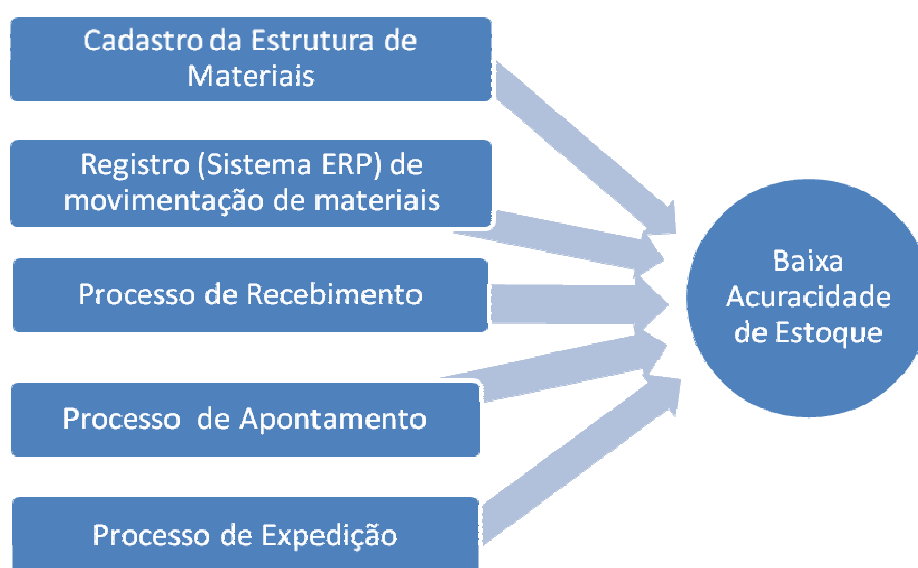 Cadastro da Estrutura de
Materiais
Registro (Sistema ERP) de
movimentação de materiais
Processo de Recebimento
Processo de Apontamento
Processo de Expedição
Baixa
Acuracidade
de Estoque